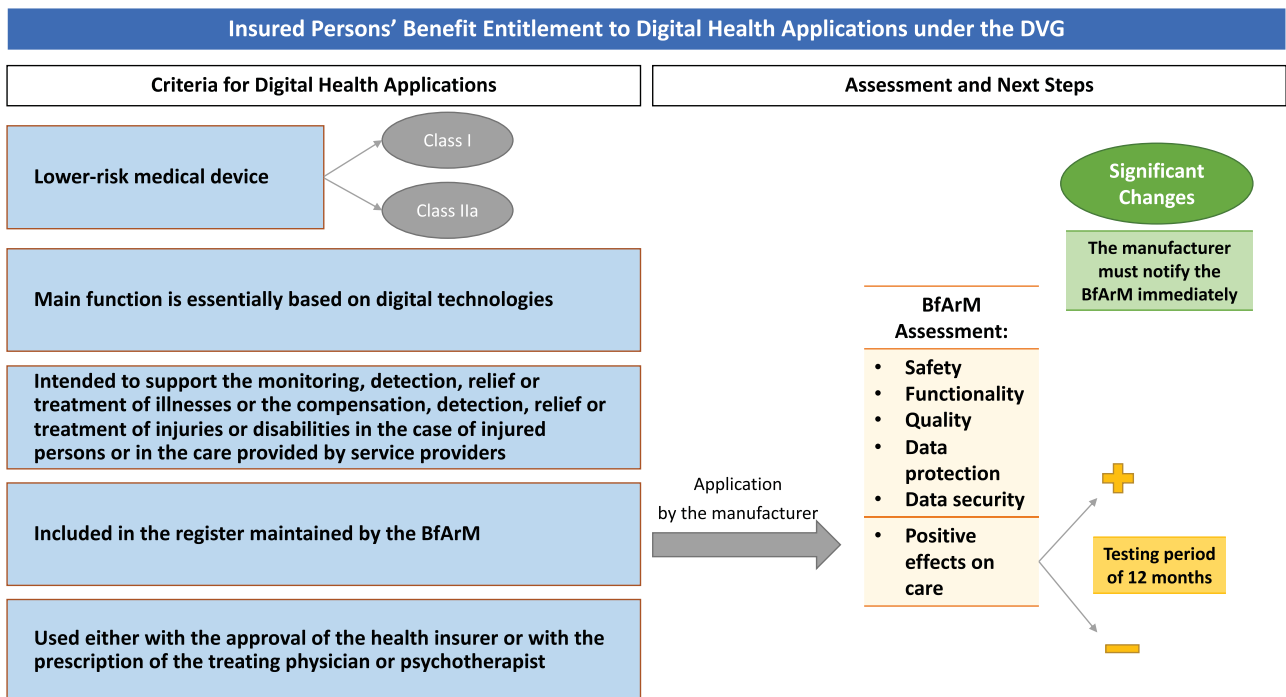 Insured Persons’ Benefit Entitlement to Digital Health Applications under the DVG
Criteria for Digital Health Applications
Lower-risk medical device
Class I
Class IIa
Main function is essentially based on digital technologies
Intended to support the monitoring, detection, relief or
treatment of illnesses or the compensation, detection, relief or
treatment of injuries or disabilities in the case of injured
persons or in the care provided by service providers
Included in the register maintained by the BfArM
Used either with the approval of the health insurer or with the
prescription of the treating physician or psychotherapist
Assessment and Next Steps
Application
by the manufacturer
BfArM
Assessment:
• Safety
• Functionality
• Quality
• Data
protection
• Data security
• Positive
effects on
care
Significant
Changes
The manufacturer
must notify the
BfArM immediately
Testing period
of 12 months